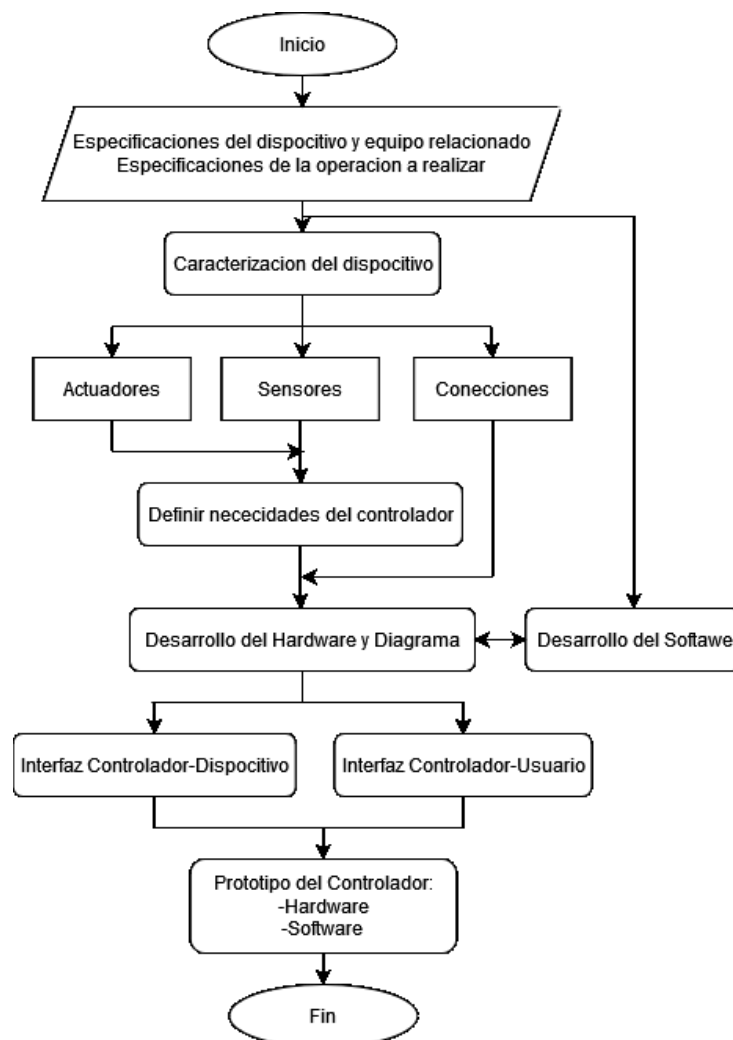 Inicio
Especificaciones del dispositivo y equipo relacionado
Especificaciones de la operacion a realizar
Caracterizacion del dispocitivo
Actuadores
Sensores
Conecciones
Definir nececidades del controlador
Desarrollo del Hardware y Diagrama
Desarrollo del Softawe
Interfaz Controlador-Dispocitivo
Interfaz Controlador-Usuario
Prototipo del Controlador:
-Hardware
-Software
Fin